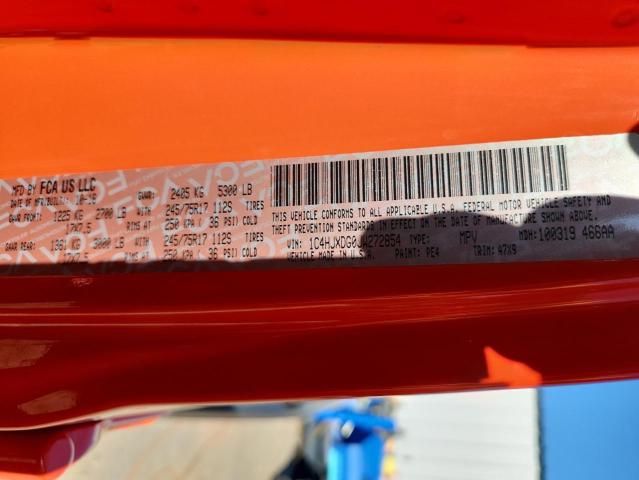 MFD BY FCA US LLC
DATE OF MFR: 10-18 GVWR: 2405 KG 5300 LB
GAWR FRONT: 1225 KG 2700 LB WITH 245/75R17 112S TIRES
17X7.5 RIMS AT 250 KPA 36 PSI COLD
GAWR REAR: 1361 KG 3000 LB WITH 245/75R17 112S TIRES
17X7.5 RIMS AT 250 KPA 36 PSI COLD
THIS VEHICLE CONFORMS TO ALL APPLICABLE U.S.A. FEDERAL MOTOR VEHICLE SAFETY AND
THEFT PREVENTION STANDARDS IN EFFECT ON THE DATE OF MANUFACTURE SHOWN ABOVE.
VIN: 1C4HJXDG0JW272854 TYPE: MPV MDH: 100319 466AA
VEHICLE MADE IN U.S.A. PAINT: PE4 TRIM: A7X9